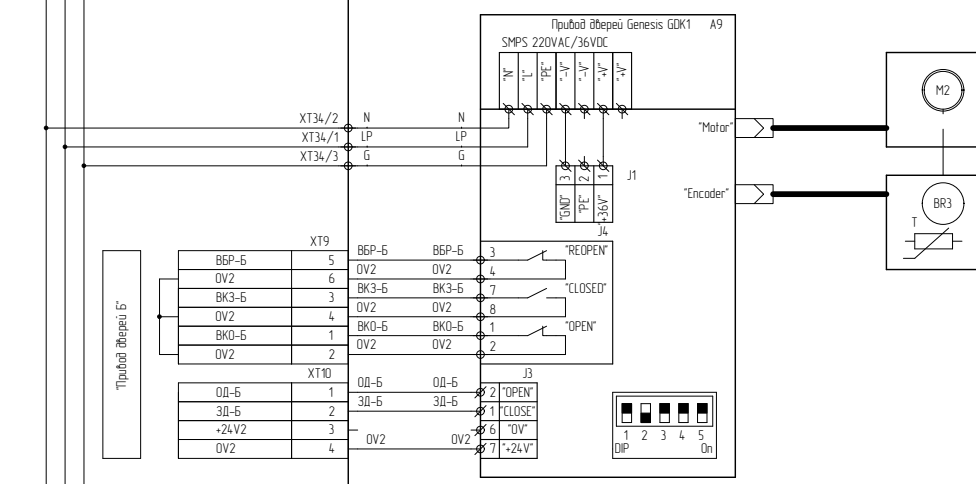 Привод дверей Genesis GDK1 A9
SMPS 220VAC/36VDC
"N" "L" "PE" "-V" "-V" "+V" "+V"
M2
XT34/2 N N
XT34/1 LP LP
XT34/3 G G
"Motor"
"Encoder"
3 2 1 J1
"GND" "PE" "+36V"
BR3
T
J4
XT9
ВБР-Б 5 ВБР-Б ВБР-Б 3 "REOPEN"
0V2 6 0V2 0V2 4
ВКЗ-Б 3 ВКЗ-Б ВКЗ-Б 7 "CLOSED"
0V2 4 0V2 0V2 8
ВКО-Б 1 ВКО-Б ВКО-Б 1 "OPEN"
0V2 2 0V2 0V2 2
"Привод дверей Б"
XT10 J3
ОД-Б 1 ОД-Б ОД-Б 2 "OPEN"
ЗД-Б 2 ЗД-Б ЗД-Б 1 "CLOSE"
+24V2 3 6 "0V"
0V2 4 0V2 0V2 7 "+24V"
1 2 3 4 5
DIP On